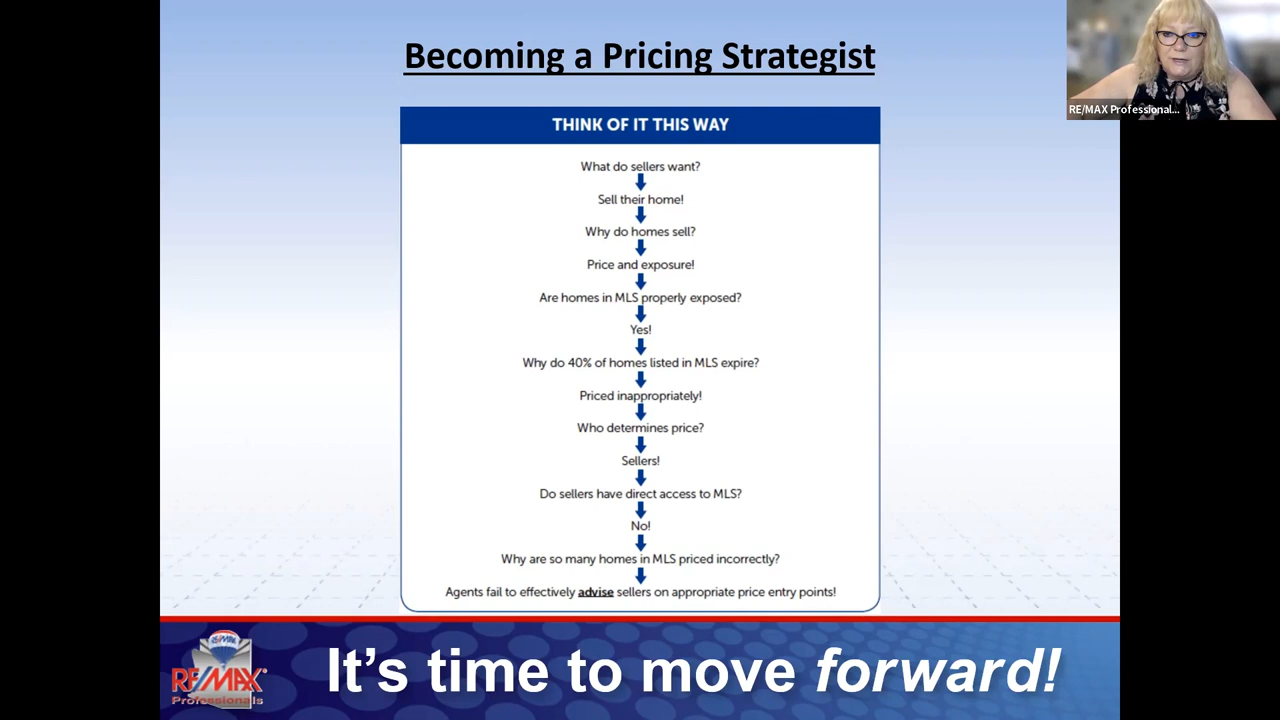 Becoming a Pricing Strategist
RE/MAX Professional...
THINK OF IT THIS WAY
What do sellers want?
Sell their home!
Why do homes sell?
Price and exposure!
Are homes in MLS properly exposed?
Yes!
Why do 40% of homes listed in MLS expire?
Priced inappropriately!
Who determines price?
Sellers!
Do sellers have direct access to MLS?
No!
Why are so many homes in MLS priced incorrectly?
Agents fail to effectively advise sellers on appropriate price entry points!
RE/MAX
RE/MAX®
Professionals
It’s time to move forward!